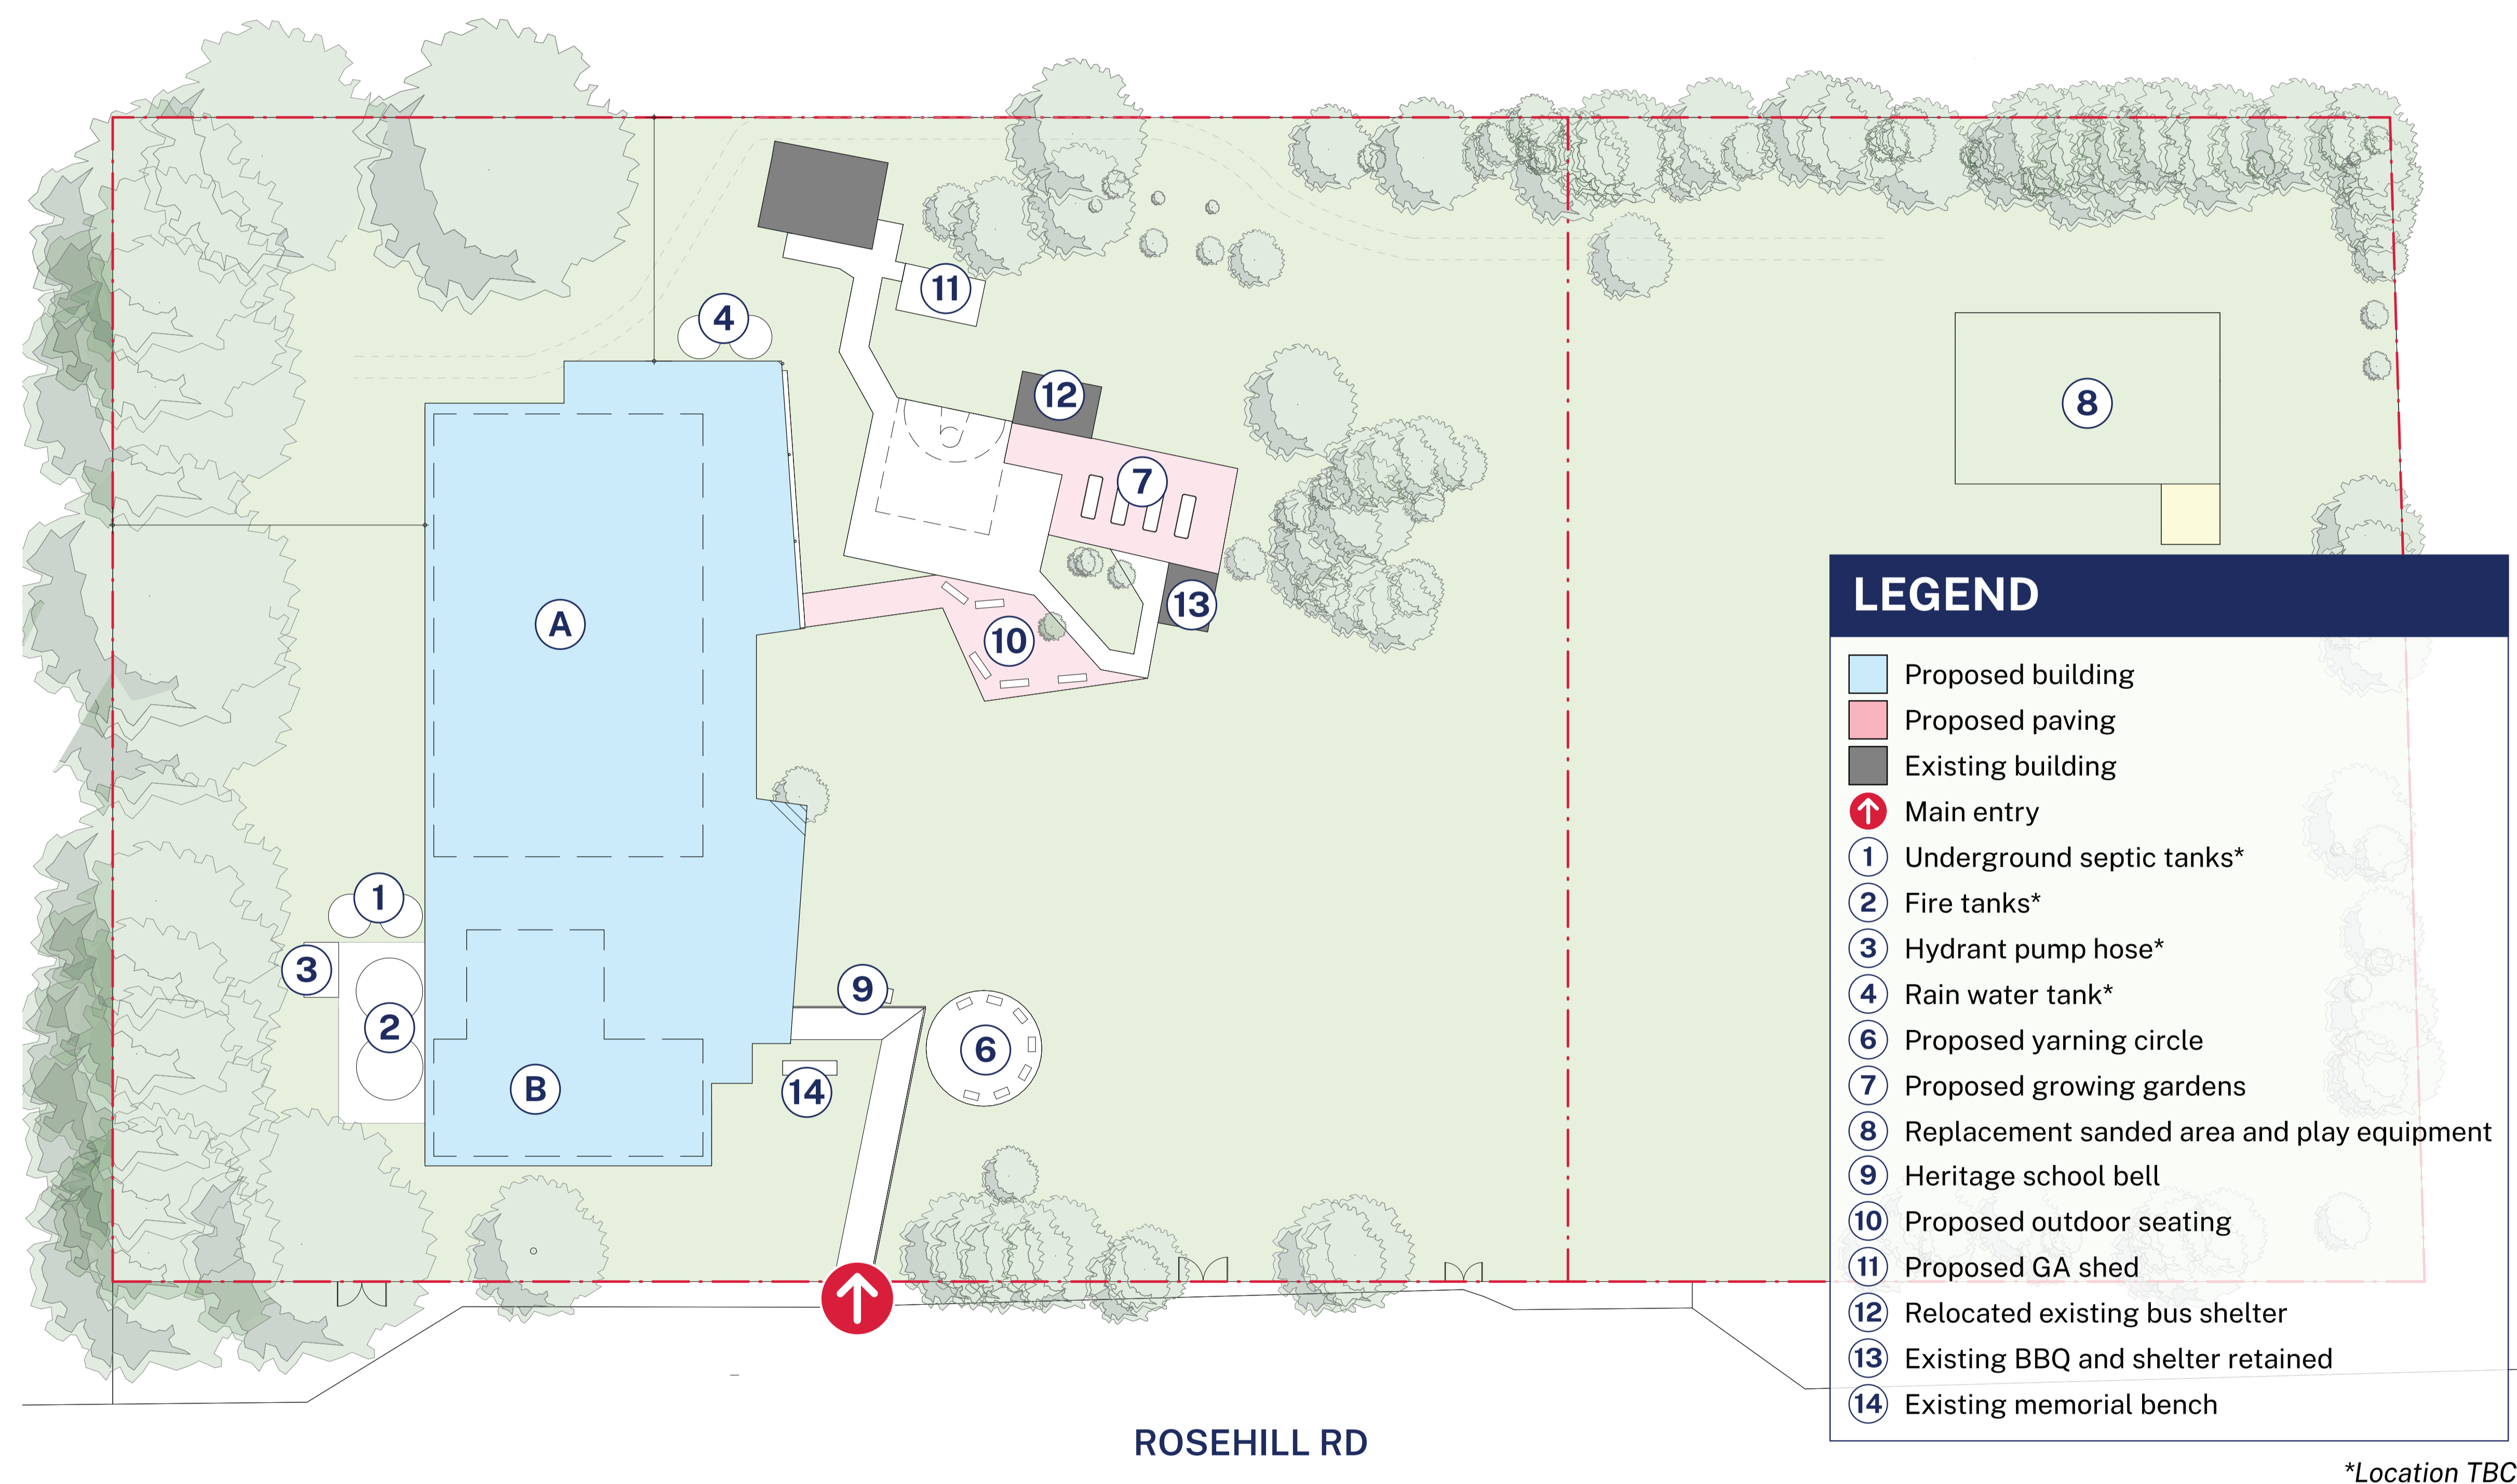 11
4
12
8
7
A
13
10
1
3
9
2
6
B
14
ROSEHILL RD
LEGEND
Proposed building
Proposed paving
Existing building
Main entry
1 Underground septic tanks*
2 Fire tanks*
3 Hydrant pump hose*
4 Rain water tank*
6 Proposed yarning circle
7 Proposed growing gardens
8 Replacement sanded area and play equipment
9 Heritage school bell
10 Proposed outdoor seating
11 Proposed GA shed
12 Relocated existing bus shelter
13 Existing BBQ and shelter retained
14 Existing memorial bench
*Location TBC